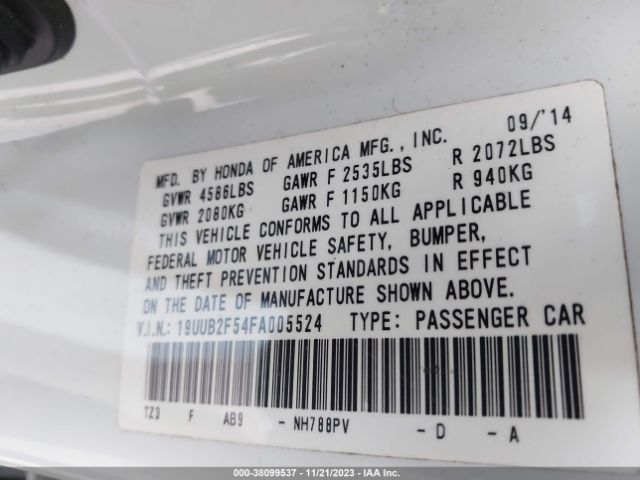 MFD. BY HONDA OF AMERICA MFG., INC. 09/'14
GVWR 4586LBS GAWR F 2535LBS R 2072LBS
GVWR 2080KG GAWR F 1150KG R 940KG
THIS VEHICLE CONFORMS TO ALL APPLICABLE
FEDERAL MOTOR VEHICLE SAFETY, BUMPER,
AND THEFT PREVENTION STANDARDS IN EFFECT
ON THE DATE OF MANUFACTURE SHOWN ABOVE.
V.I.N.: 19UUB2F54FA005524 TYPE: PASSENGER CAR
TZ3 F AB9 - NH788PV - D - A
000-38099537 - 11/21/2023 - IAA Inc.